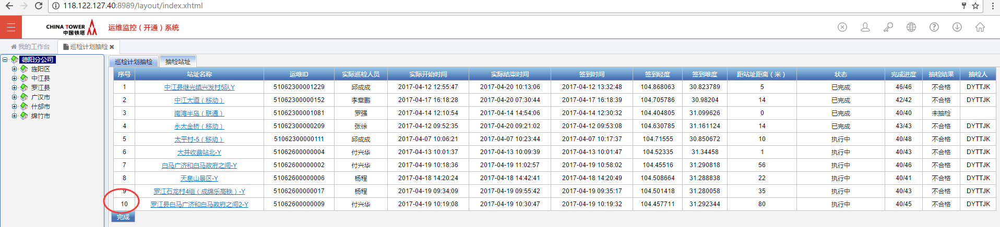 118.122.127.40:8989/layout/index.xhtml
CHINA TOWER
中国铁塔
运维监控（开通）系统
我的工作台 巡检计划抽检
德阳分公司
旌阳区
中江县
罗江县
广汉市
什邡市
绵竹市
巡检计划抽检 抽检站址
序号 站址名称 运维ID 实际巡检人员 实际开始时间 实际结束时间 签到时间 签到经度 签到维度 距站址距离（米） 状态 完成进度 抽检结果 抽检人
1 中江县继光镇兴发村5队Y 51062300001229 邱成成 2017-04-12 12:55:47 2017-04-20 10:13:06 2017-04-12 13:32:48 104.868063 30.823789 5 已完成 46/46 不合格 DYTTJK
2 中江大道（移动） 51062300000152 李章鹏 2017-04-17 16:18:28 2017-04-20 07:30:44 2017-04-17 16:18:39 104.705786 30.98204 14 已完成 42/42 不合格 DYTTJK
3 南湾半岛（联通） 51062300001081 罗强 2017-04-14 12:10:54 2017-04-14 14:54:06 2017-04-14 12:30:32 104.404805 31.099626 0 已完成 40/40 未抽检
4 永太金桥（移动） 51062300000209 张徐 2017-04-12 09:52:35 2017-04-20 09:21:02 2017-04-12 09:53:08 104.630785 31.161124 14 已完成 43/43 不合格 DYTTJK
5 太平村-5（移动） 51062300000111 邱成成 2017-04-07 10:06:21 2017-04-07 10:23:44 2017-04-07 10:17:37 104.71555 30.850672 10 执行中 40/48 不合格 DYTTJK
6 大井收费站北-Y 51062600000004 付兴华 2017-04-13 10:01:37 2017-04-13 10:09:39 2017-04-13 10:01:47 104.52335 31.34458 1 执行中 40/43 不合格 DYTTJK
7 白马广济和白马政府之间-Y 51062600000002 付兴华 2017-04-19 10:18:36 2017-04-19 11:02:57 2017-04-19 10:58:02 104.45516 31.290818 56 执行中 40/46 不合格 DYTTJK
8 天泉山景区-Y 51062600000006 杨程 2017-04-18 14:20:24 2017-04-18 14:42:41 2017-04-18 14:20:49 104.508664 31.288838 22 执行中 40/41 不合格 DYTTJK
9 罗江石龙村4组（成绵乐高铁）-Y 51062600000017 杨程 2017-04-19 09:34:09 2017-04-19 09:55:42 2017-04-19 09:35:17 104.501418 31.280058 35 执行中 40/43 不合格 DYTTJK
10 罗江县白马广济和白马政府之间2-Y 51062600000009 付兴华 2017-04-19 10:19:08 2017-04-19 10:30:47 2017-04-19 10:19:32 104.457711 31.292344 80 执行中 40/45 不合格 DYTTJK
完成